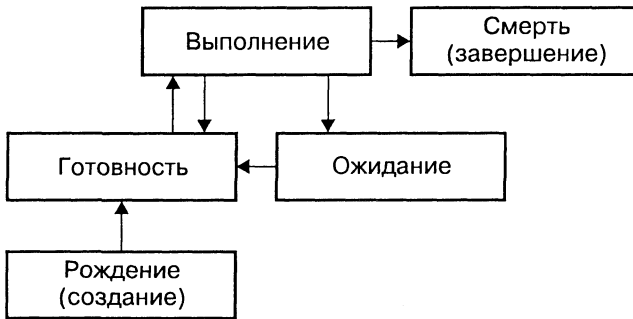 Выполнение
Смерть
(завершение)
Готовность
Ожидание
Рождение
(создание)